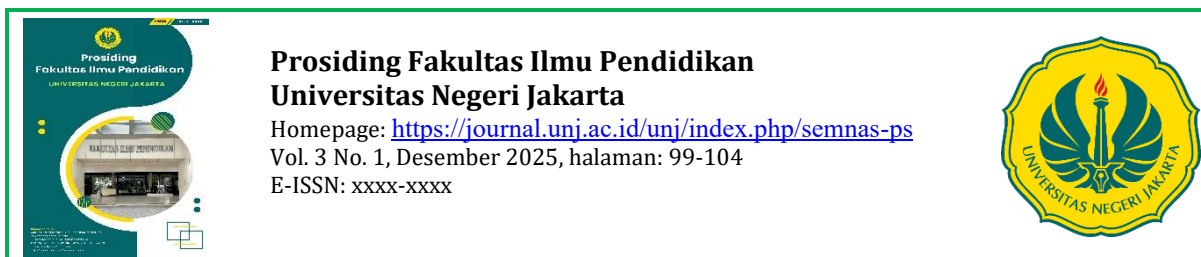 Prosiding
Fakultas Ilmu Pendidikan
UNIVERSITAS NEGERI JAKARTA
FAKULTAS ILMU PENDIDIKAN
Prosiding Fakultas Ilmu Pendidikan
Universitas Negeri Jakarta
Homepage: https://journal.unj.ac.id/unj/index.php/semnas-ps
Vol. 3 No. 1, Desember 2025, halaman: 99-104
E-ISSN: xxxx-xxxx
UNIVERSITAS NEGERI JAKARTA